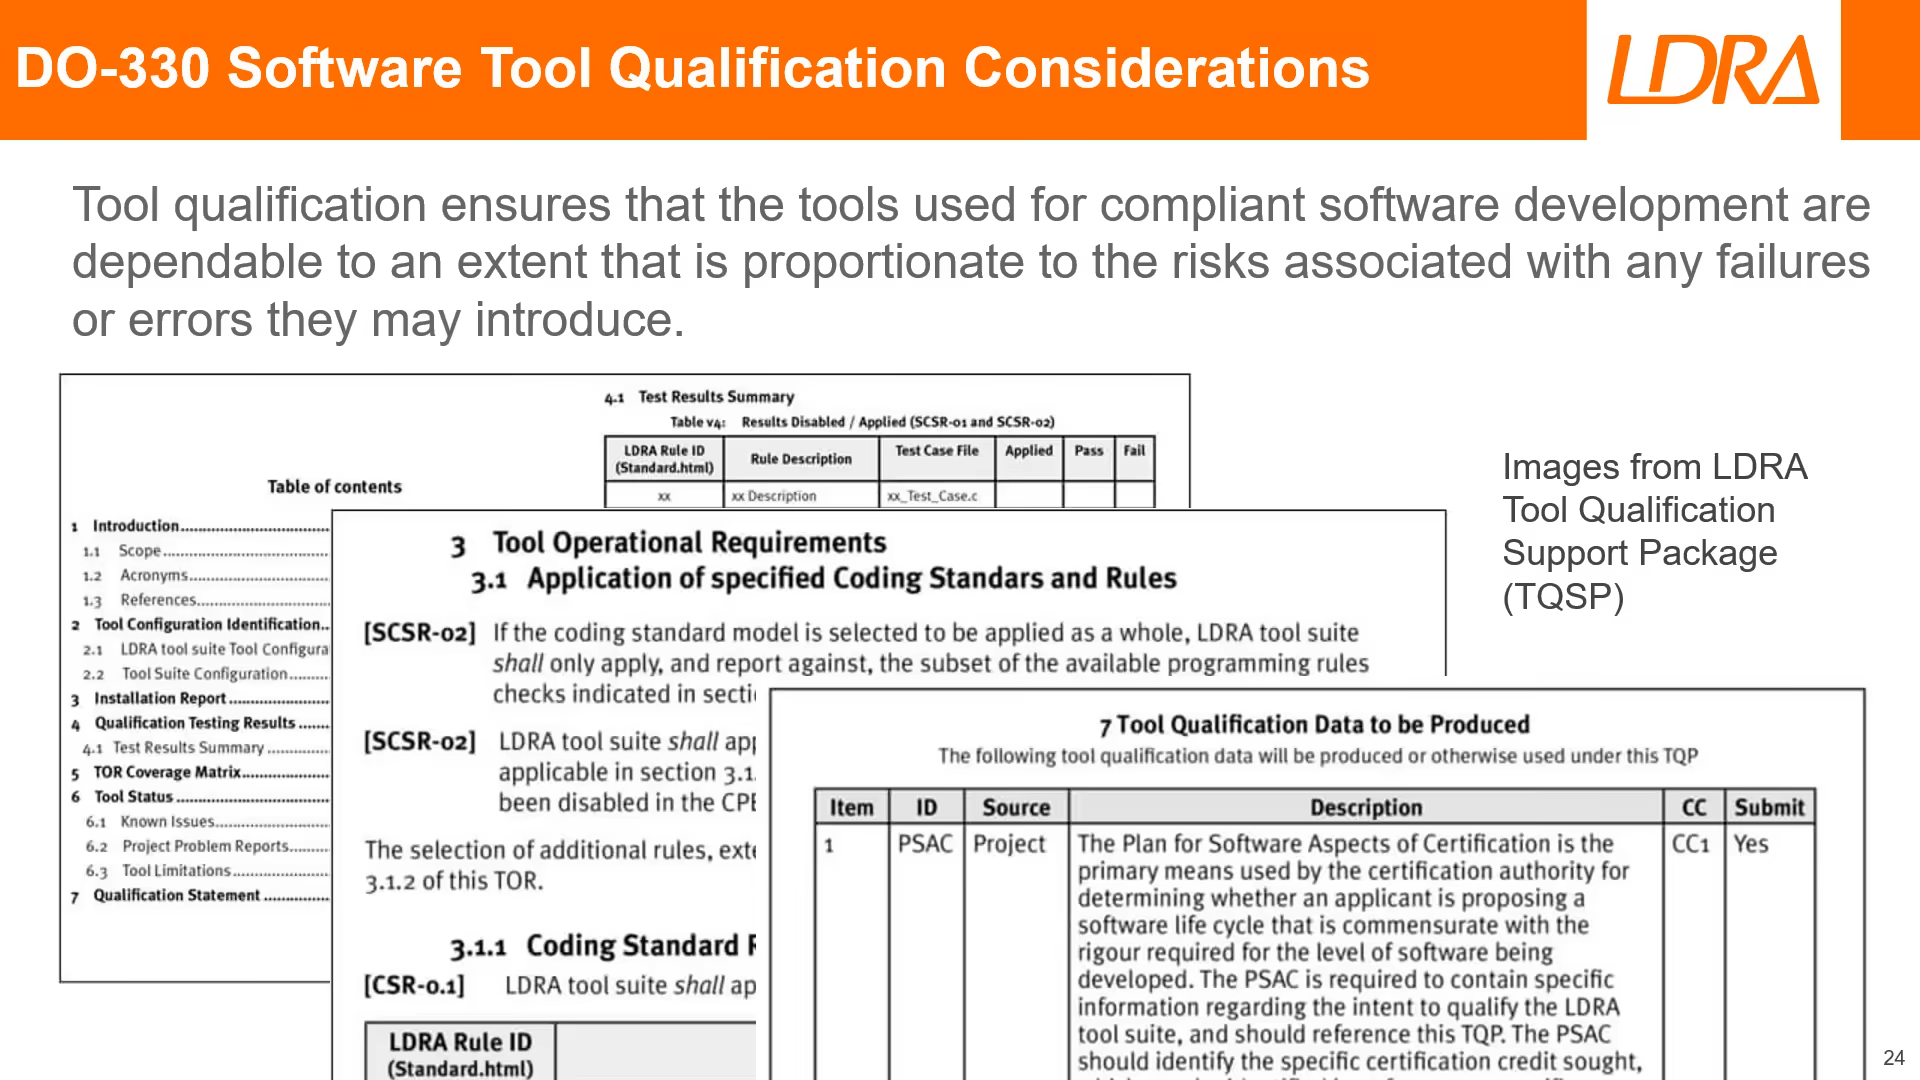 DO-330 Software Tool Qualification Considerations
LDRA
Tool qualification ensures that the tools used for compliant software development are
dependable to an extent that is proportionate to the risks associated with any failures
or errors they may introduce.
4.1 Test Results Summary
Table v4: Results Disabled / Applied (SCSR-01 and SCSR-02)
LDRA Rule ID (Standard.html) Rule Description Test Case File Applied Pass Fail
xx xx Description xx_Test_Case.c
Table of contents
1 Introduction
1.1 Scope
1.2 Acronyms
1.3 References
2 Tool Configuration Identification
2.1 LDRA tool suite Tool Configura
2.2 Tool Suite Configuration
3 Installation Report
4 Qualification Testing Results
4.1 Test Results Summary
5 TOR Coverage Matrix
6 Tool Status
6.1 Known Issues
6.2 Project Problem Reports
6.3 Tool Limitations
7 Qualification Statement
3 Tool Operational Requirements
3.1 Application of specified Coding Standars and Rules
[SCSR-02] If the coding standard model is selected to be applied as a whole, LDRA tool suite
shall only apply, and report against, the subset of the available programming rules
checks indicated in secti
[SCSR-02] LDRA tool suite shall app
applicable in section 3.1.
been disabled in the CPE
The selection of additional rules, exte
3.1.2 of this TOR.
3.1.1 Coding Standard R
[CSR-0.1] LDRA tool suite shall ap
LDRA Rule ID
(Standard.html)
Images from LDRA
Tool Qualification
Support Package
(TQSP)
7 Tool Qualification Data to be Produced
The following tool qualification data will be produced or otherwise used under this TQP
Item ID Source Description CC Submit
1 PSAC Project The Plan for Software Aspects of Certification is the CC1 Yes
primary means used by the certification authority for
determining whether an applicant is proposing a
software life cycle that is commensurate with the
rigour required for the level of software being
developed. The PSAC is required to contain specific
information regarding the intent to qualify the LDRA
tool suite, and should reference this TQP. The PSAC
should identify the specific certification credit sought,
24